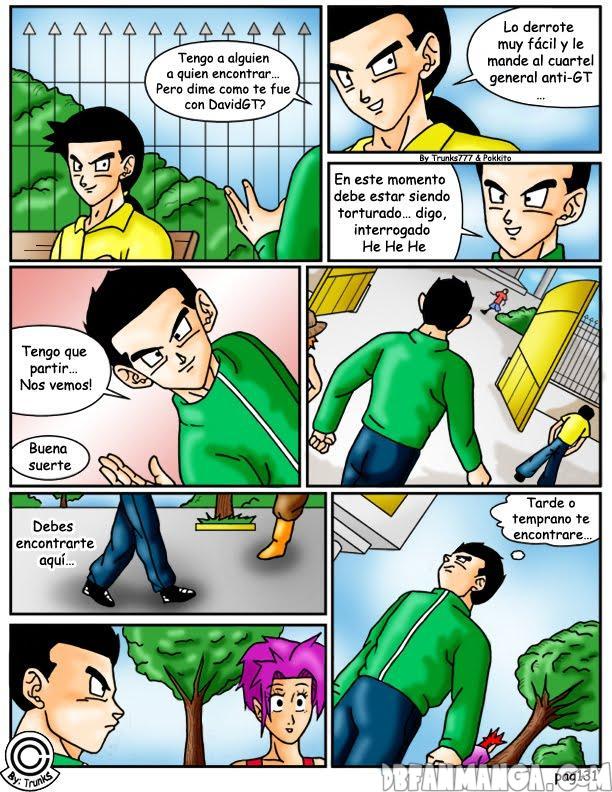 Tengo a alguien
a quien encontrar...
Pero dime como te fue
con DavidGT?
Lo derrote
muy fácil y le
mande al cuartel
general anti-GT
...
By Trunks777 & Pokkito
En este momento
debe estar siendo
torturado... digo,
interrogado
He He He
Tengo que
partir...
Nos vemos!
Buena
suerte
Debes
encontrarte
aquí...
Tarde o
temprano te
encontrare...
C
By: Trunks
pag131
DBFANMANGA.COM